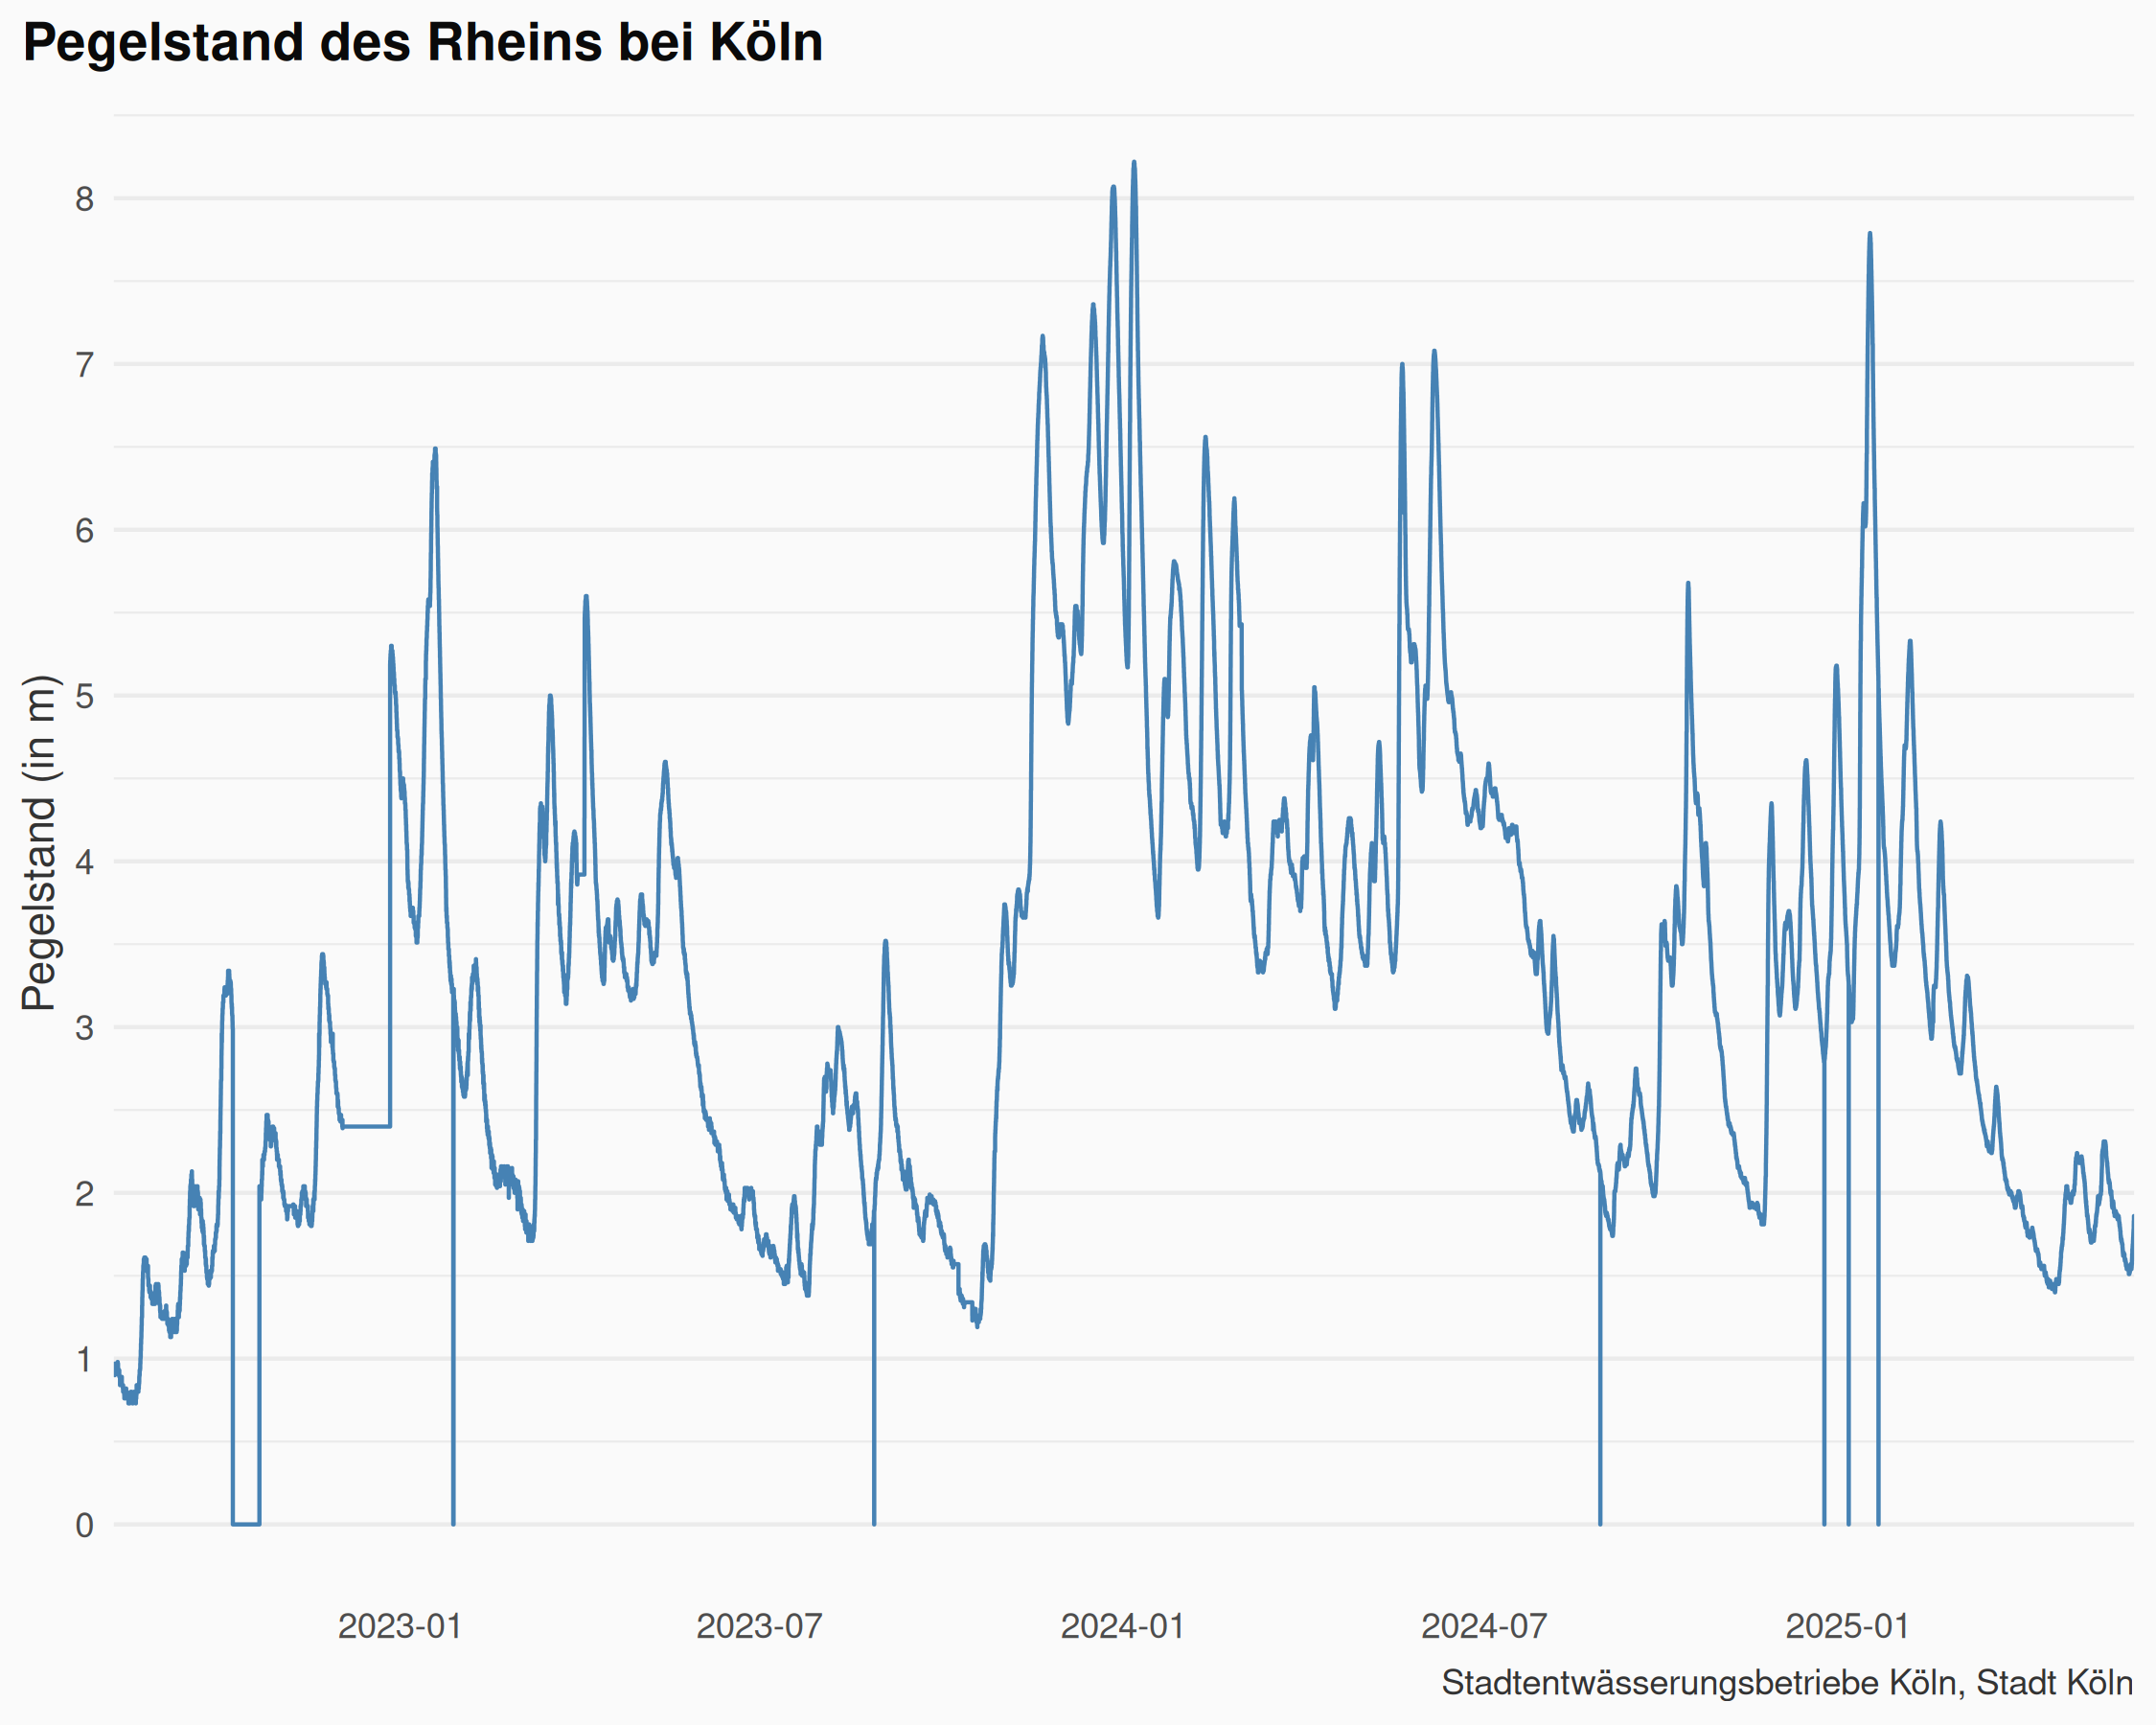 Pegelstand des Rheins bei Köln
Pegelstand (in m)
8
7
6
5
4
3
2
1
0
2023-01 2023-07 2024-01 2024-07 2025-01
Stadtentwässerungsbetriebe Köln, Stadt Köln